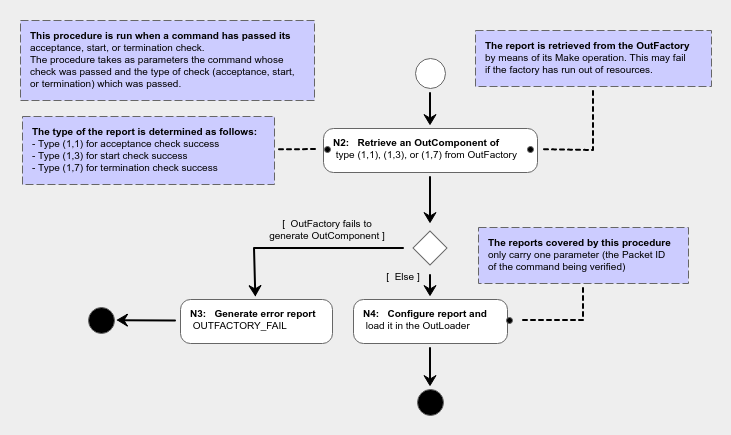 This procedure is run when a command has passed its
acceptance, start, or termination check.
The procedure takes as parameters the command whose
check was passed and the type of check (acceptance, start,
or termination) which was passed.
The report is retrieved from the OutFactory
by means of its Make operation. This may fail
if the factory has run out of resources.
The type of the report is determined as follows:
- Type (1,1) for acceptance check success
- Type (1,3) for start check success
- Type (1,7) for termination check success
N2: Retrieve an OutComponent of
type (1,1), (1,3), or (1,7) from OutFactory
[ OutFactory fails to
generate OutComponent ]
[ Else ]
The reports covered by this procedure
only carry one parameter (the Packet ID
of the command being verified)
N3: Generate error report
OUTFACTORY_FAIL
N4: Configure report and
load it in the OutLoader